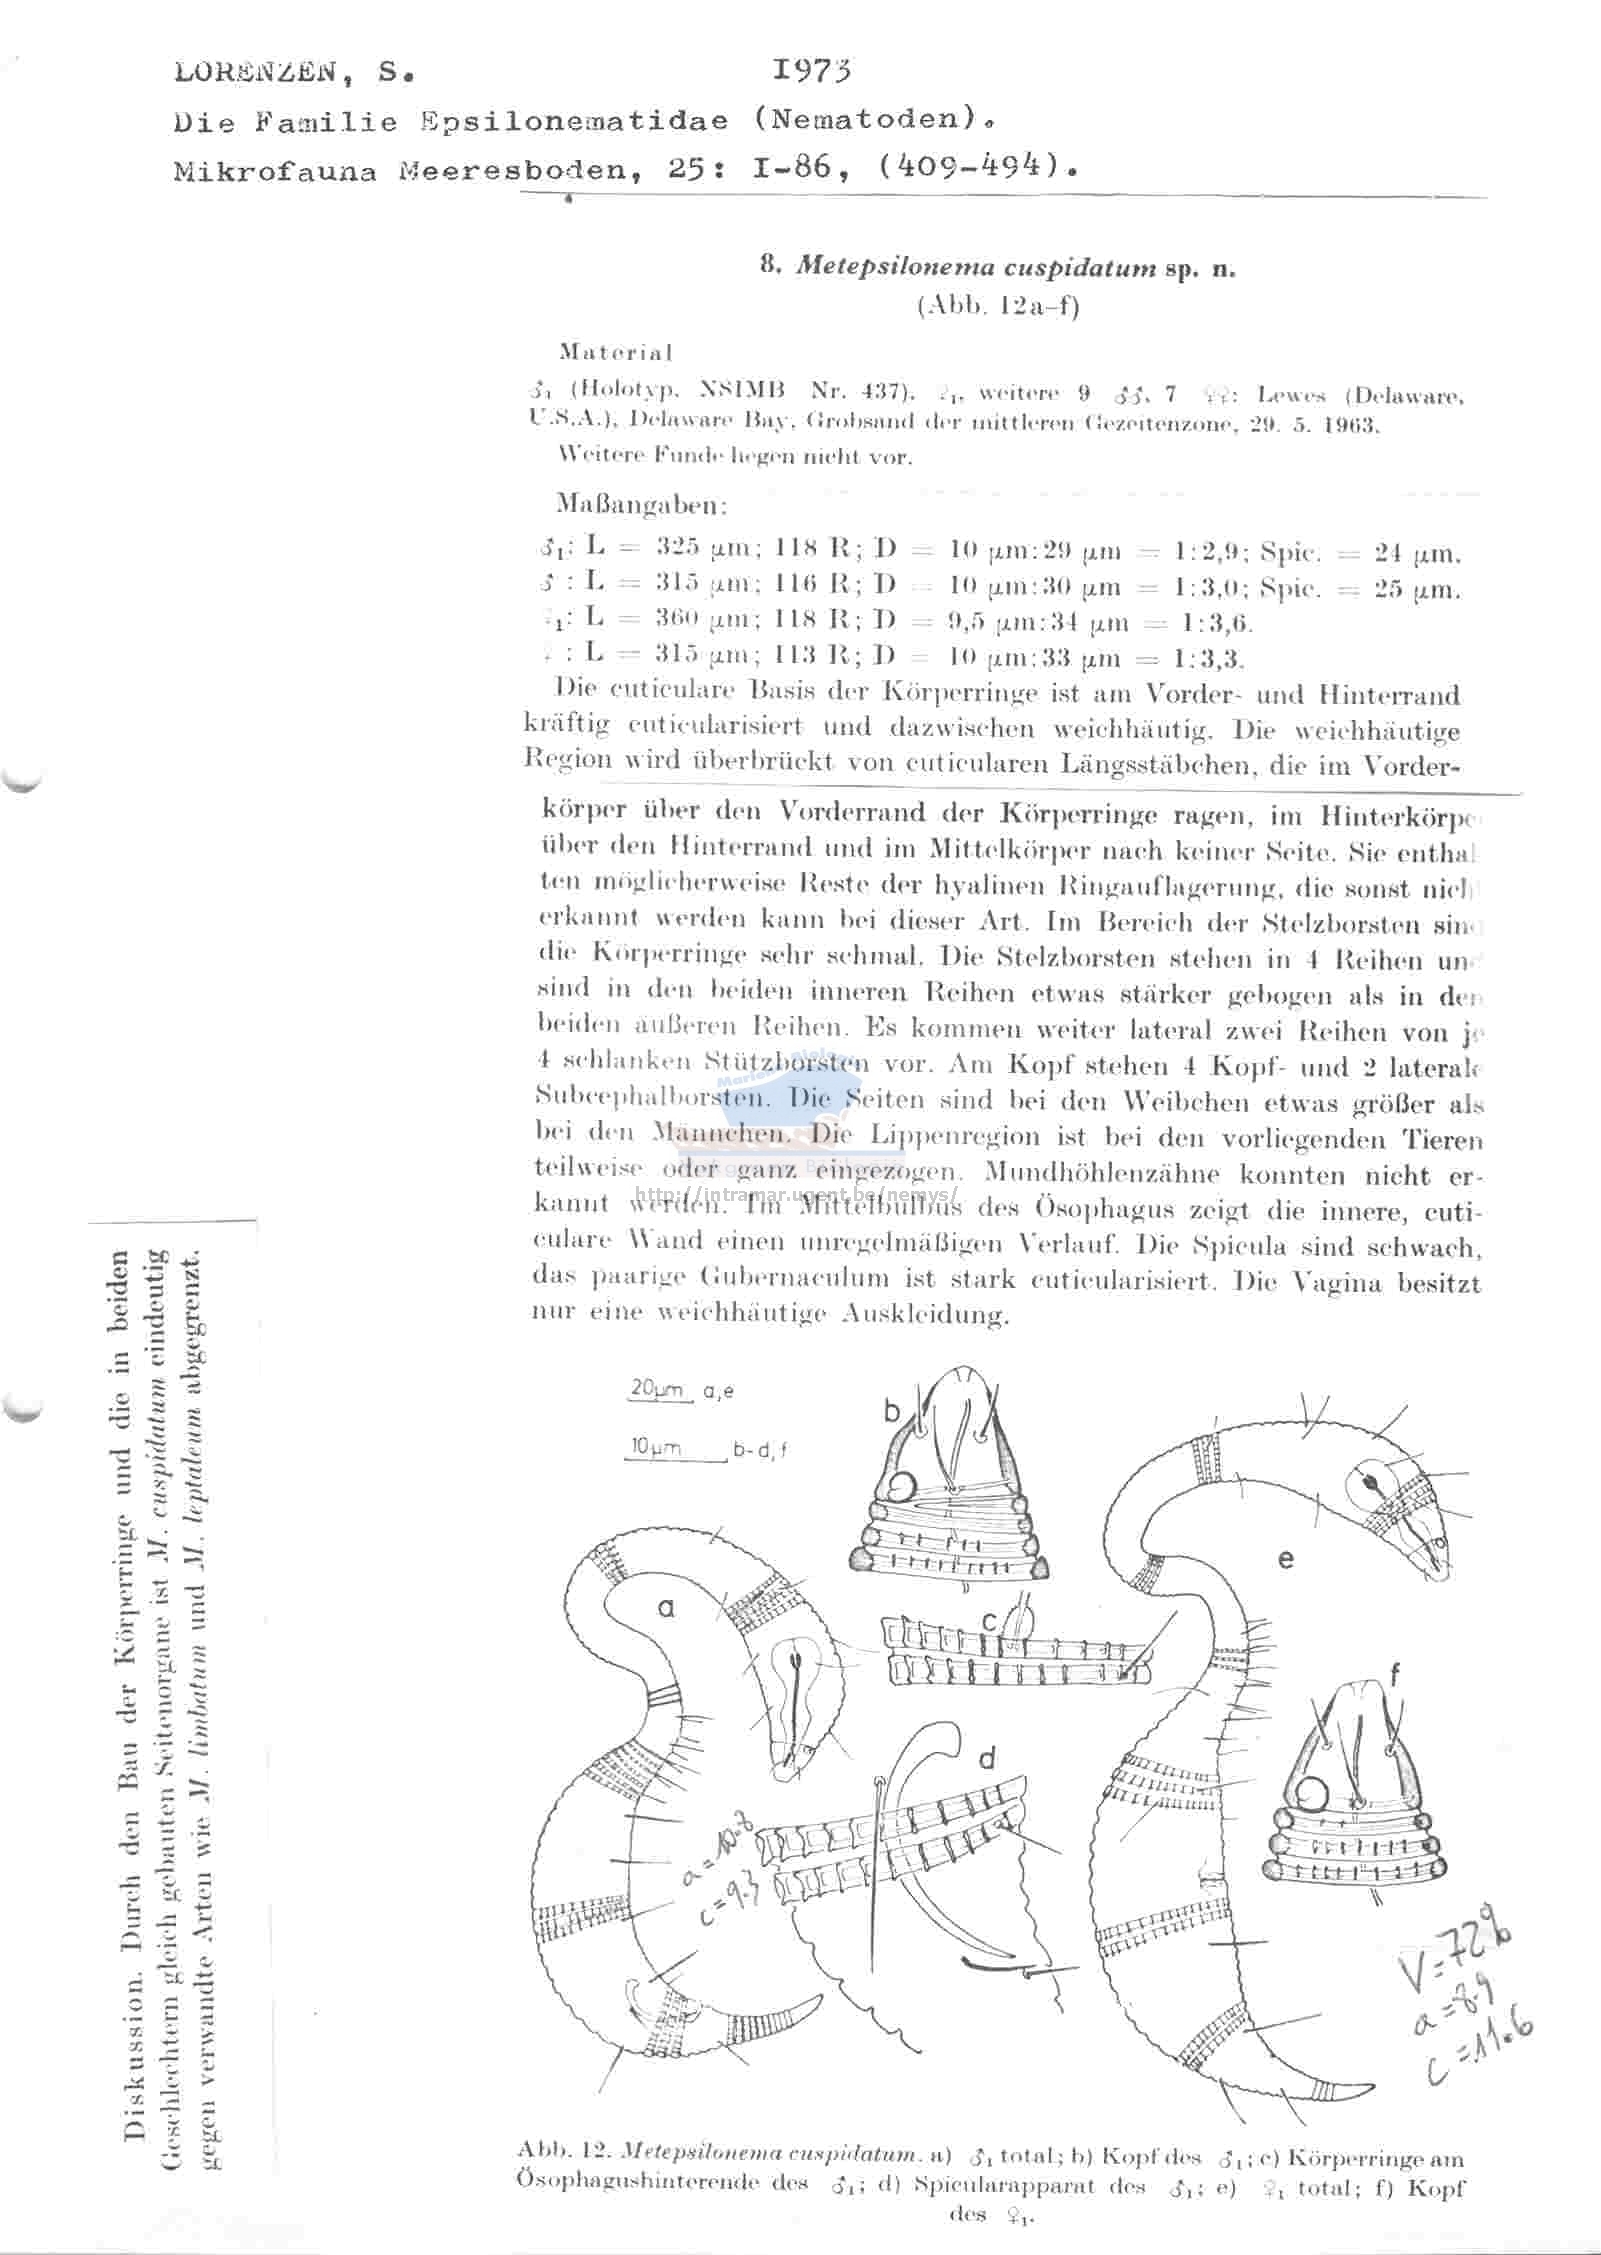 LORENZEN, S. 1973
Die Familie Epsilonematidae (Nematoden).
Mikrofauna Meeresboden, 25: I-86, (409-494).
8. Metepsilonema cuspidatum sp. n.
(Abb. 12a–f)
Material
♂1 (Holotyp, NSIMB Nr. 437), ♀1, weitere 9 ♂♂, 7 ♀♀: Lewes (Delaware,
U.S.A.), Delaware Bay, Grobsand der mittleren Gezeitenzone, 29. 5. 1963.
Weitere Funde liegen nicht vor.
Maßangaben:
♂1: L = 325 µm; 118 R; D = 10 µm:29 µm = 1:2,9; Spic. = 24 µm.
♂ : L = 315 µm; 116 R; D = 10 µm:30 µm = 1:3,0; Spic. = 25 µm.
♀1: L = 360 µm; 118 R; D = 9,5 µm:34 µm = 1:3,6.
♀ : L = 315 µm; 113 R; D = 10 µm:33 µm = 1:3,3.
Die cuticulare Basis der Körperringe ist am Vorder- und Hinterrand
kräftig cuticularisiert und dazwischen weichhäutig. Die weichhäutige
Region wird überbrückt von cuticularen Längsstäbchen, die im Vorder-
körper über den Vorderrand der Körperringe ragen, im Hinterkörpe
über den Hinterrand und im Mittelkörper nach keiner Seite. Sie enthal
ten möglicherweise Reste der hyalinen Ringauflagerung, die sonst nich
erkannt werden kann bei dieser Art. Im Bereich der Stelzborsten sind
die Körperringe sehr schmal. Die Stelzborsten stehen in 4 Reihen und
sind in den beiden inneren Reihen etwas stärker gebogen als in den
beiden äußeren Reihen. Es kommen weiter lateral zwei Reihen von je
4 schlanken Stützborsten vor. Am Kopf stehen 4 Kopf- und 2 laterale
Subcephalborsten. Die Seiten sind bei den Weibchen etwas größer als
bei den Männchen. Die Lippenregion ist bei den vorliegenden Tieren
teilweise oder ganz eingezogen. Mundhöhlenzähne konnten nicht er-
kannt werden. Im Mittelbulbus des Ösophagus zeigt die innere, cuti-
culare Wand einen unregelmäßigen Verlauf. Die Spicula sind schwach,
das paarige Gubernaculum ist stark cuticularisiert. Die Vagina besitzt
nur eine weichhäutige Auskleidung.
http://intramar.ugent.be/nemys/
Diskussion. Durch den Bau der Körperringe und die in beiden
Geschlechtern gleich gebauten Seitenorgane ist M. cuspidatum eindeutig
gegen verwandte Arten wie M. limbatum und M. leptaleum abgegrenzt.
20µm a,e
10µm b-d,f
b
a
e
c
f
d
a = 10.8
c = 9.3
V = 72%
a = 8.9
c = 11.6
Abb. 12. Metepsilonema cuspidatum. a) ♂1 total; b) Kopf des ♂1; c) Körperringe am
Ösophagushinterende des ♂1; d) Spicularapparat des ♂1; e) ♀1 total; f) Kopf
des ♀1.